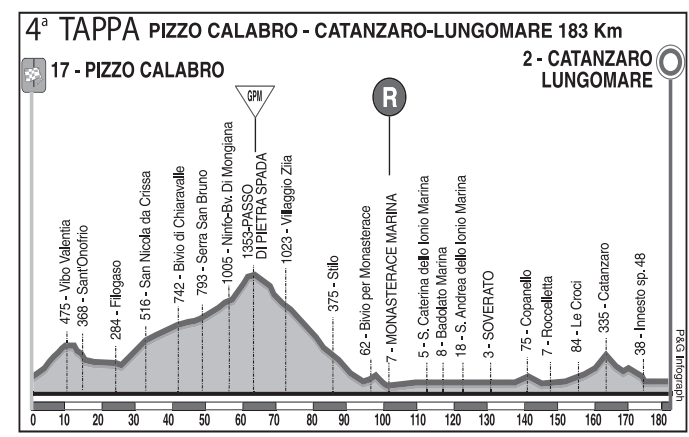 4ª TAPPA PIZZO CALABRO - CATANZARO-LUNGOMARE 183 Km
17 - PIZZO CALABRO
2 - CATANZARO
LUNGOMARE
GPM
R
475 - Vibo Valentia
368 - Sant'Onofrio
284 - Filogaso
516 - San Nicola da Crissa
742 - Bivio di Chiaravalle
793 - Serra San Bruno
1005 - Ninfo-Bv. Di Mongiana
1353-PASSO
DI PIETRA SPADA
1023 - Villaggio Ziia
375 - Stilo
62 - Bivio per Monasterace
7 - MONASTERACE MARINA
5 - S. Caterina dello Ionio Marina
8 - Badolato Marina
18 - S. Andrea dello Ionio Marina
3 - SOVERATO
75 - Copanello
7 - Roccelletta
84 - Le Croci
335 - Catanzaro
38 - Innesto sp. 48
P&G Infograph
0 10 20 30 40 50 60 70 80 90 100 110 120 130 140 150 160 170 180